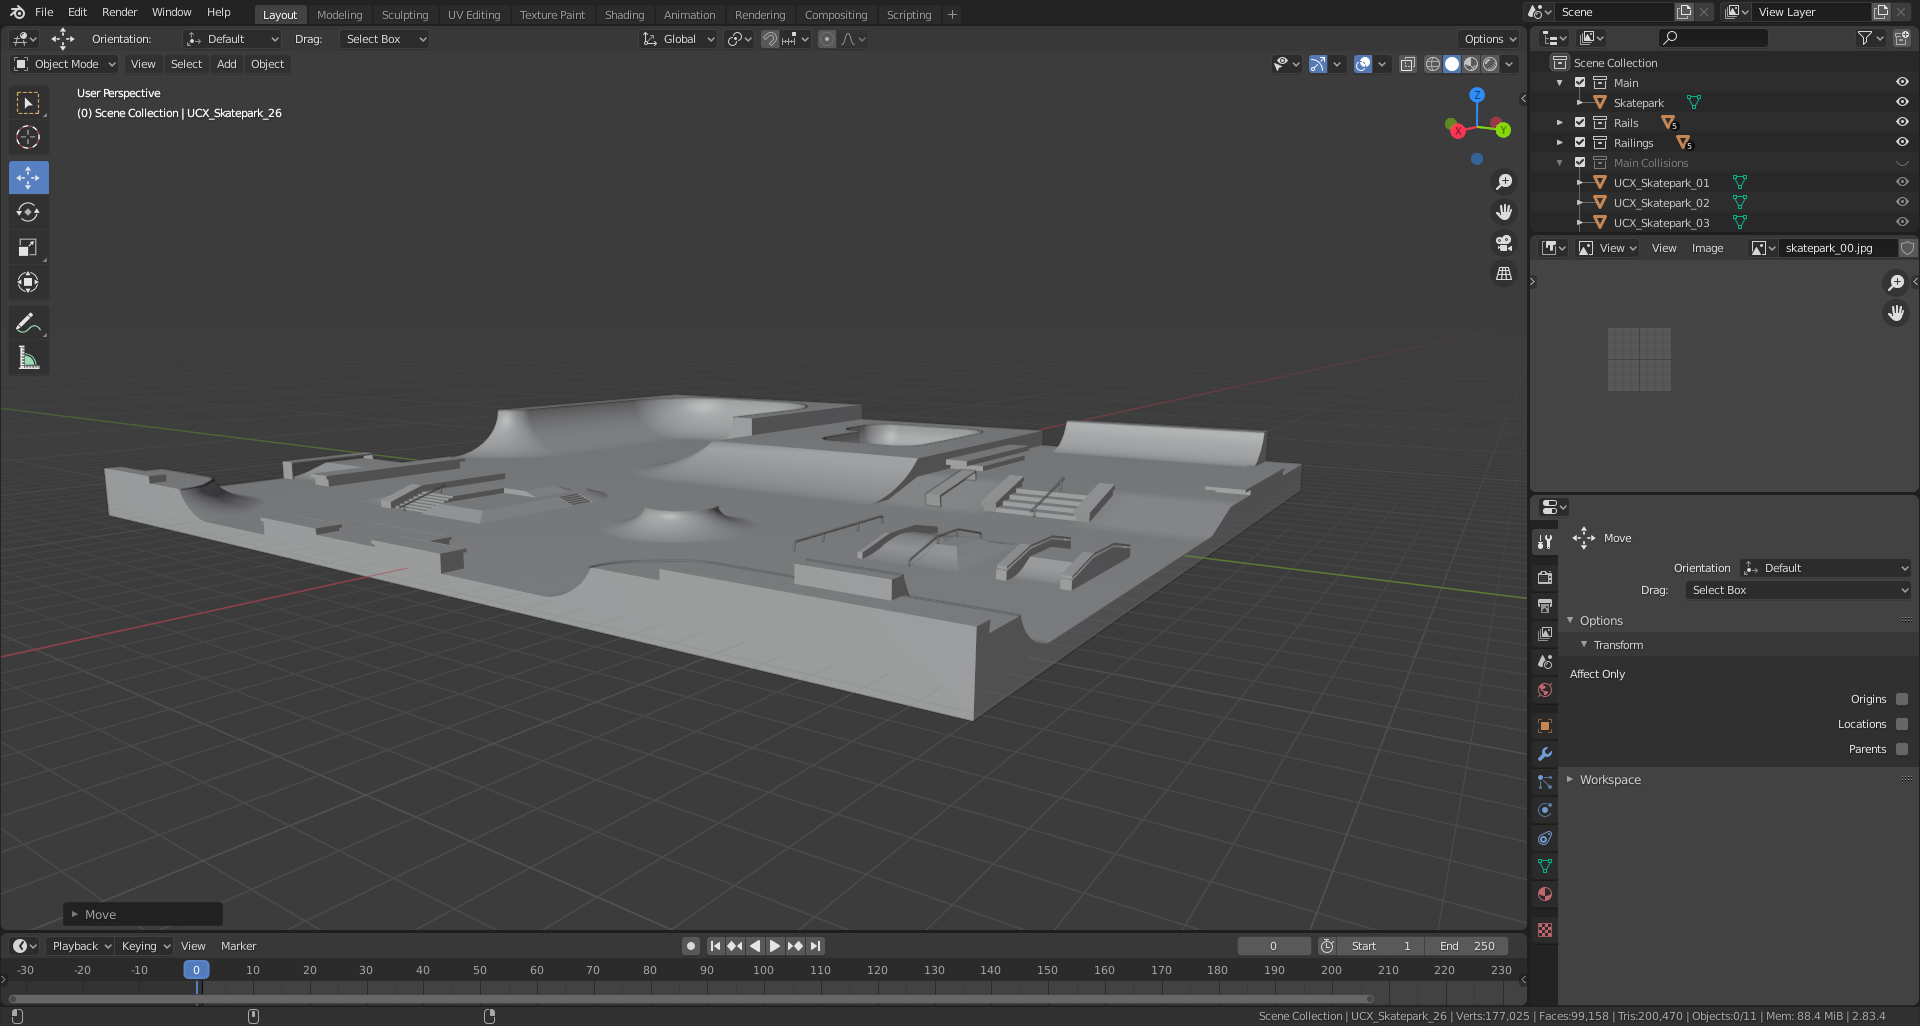 File Edit Render Window Help Layout Modeling Sculpting UV Editing Texture Paint Shading Animation Rendering Compositing Scripting + Scene View Layer
Orientation: Default Drag: Select Box Global Options
Object Mode View Select Add Object
User Perspective
(0) Scene Collection | UCX_Skatepark_26
Z
X
Y
Move
Scene Collection
Main
Skatepark
Rails 5
Railings 5
Main Collisions
UCX_Skatepark_01
UCX_Skatepark_02
UCX_Skatepark_03
View View Image skatepark_00.jpg
Move
Orientation Default
Drag: Select Box
Options
Transform
Affect Only
Origins
Locations
Parents
Workspace
Playback Keying View Marker 0 Start 1 End 250
-30 -20 -10 0 10 20 30 40 50 60 70 80 90 100 110 120 130 140 150 160 170 180 190 200 210 220 230
Scene Collection | UCX_Skatepark_26 | Verts:177,025 | Faces:99,158 | Tris:200,470 | Objects:0/11 | Mem: 88.4 MiB | 2.83.4